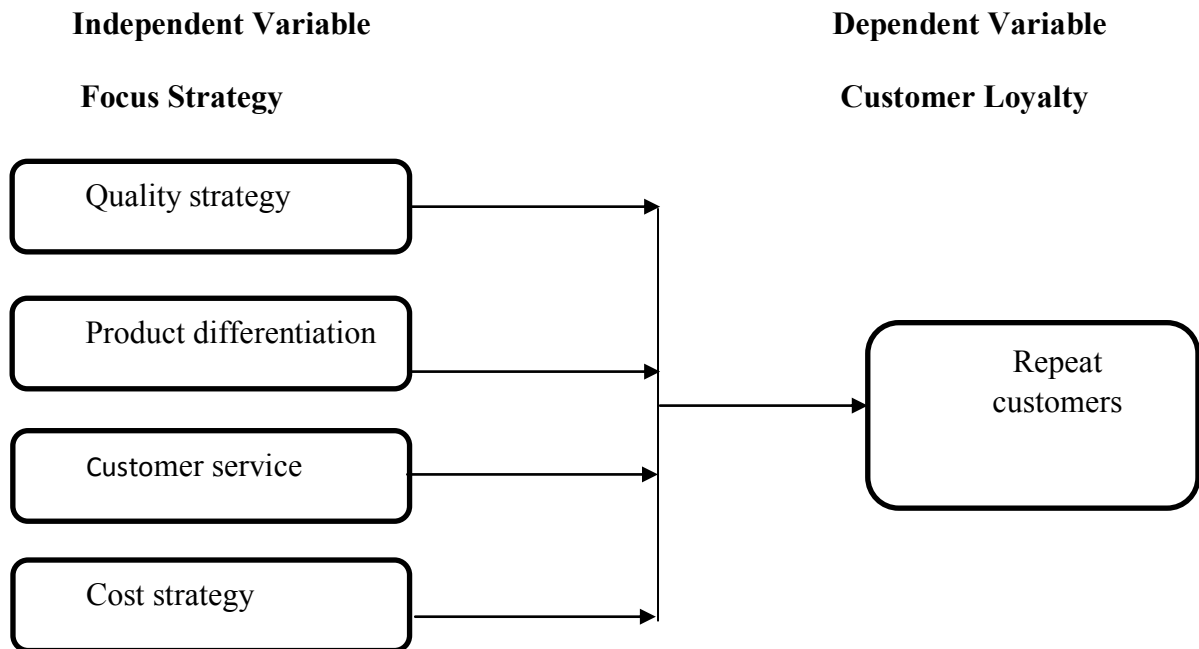 Independent Variable
Dependent Variable
Focus Strategy
Customer Loyalty
Quality strategy
Product differentiation
Customer service
Cost strategy
Repeat
customers